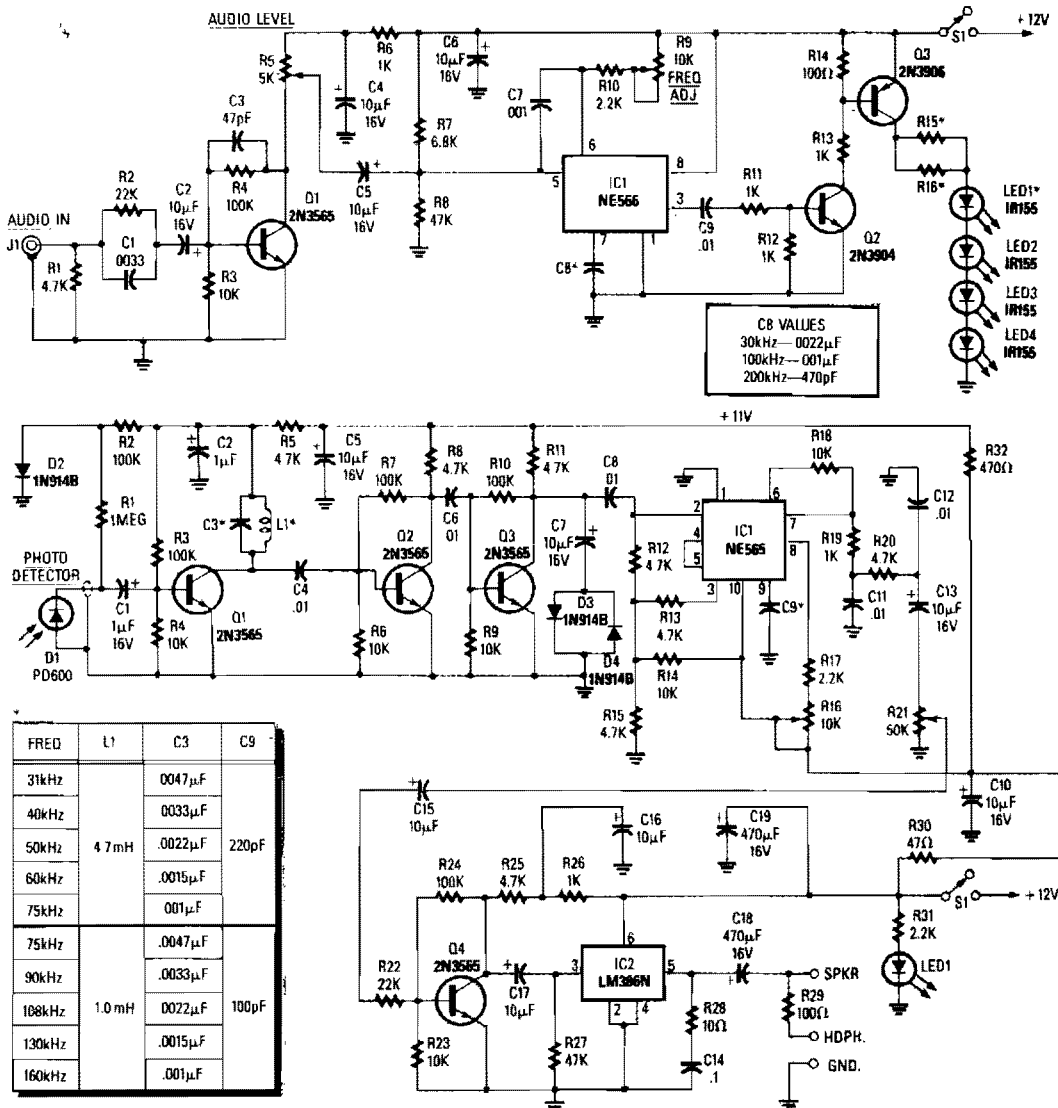 AUDIO LEVEL
S1
+12V
R5
5K
R6
1K
C6
10μF
16V
R9
10K
FREQ
ADJ
R14
100Ω
Q3
2N3906
C4
10μF
16V
R10
2.2K
C7
001
C3
47pF
R7
6.8K
R15*
R13
1K
R4
100K
R16*
R2
22K
C2
10μF
16V
Q1
2N3565
C5
10μF
16V
R8
47K
6
5
8
3
7
1
IC1
NE566
R11
1K
LED1*
IR155
AUDIO IN
J1
C1
0033
C9
.01
R12
1K
Q2
2N3904
LED2
IR155
R1
4.7K
R3
10K
C8*
LED3
IR155
C8 VALUES
30kHz—0022μF
100kHz—001μF
200kHz—470pF
LED4
IR155
+11V
R2
100K
C2
1μF
R5
4.7K
C5
10μF
16V
R8
4.7K
R11
4.7K
R18
10K
R32
470Ω
D2
1N914B
R7
100K
R10
100K
C8
01
C12
.01
R1
1MEG
C3*
L1*
C6
01
1
6
2
7
4
8
5
3
10
9
IC1
NE565
R3
100K
Q2
2N3565
Q3
2N3565
C7
10μF
16V
R12
4.7K
R19
1K
R20
4.7K
PHOTO
DETECTOR
C4
.01
C9*
C11
.01
C13
10μF
16V
C1
1μF
16V
R4
10K
Q1
2N3565
D3
1N914B
R13
4.7K
D1
PD600
R6
10K
R9
10K
D4
1N914B
R14
10K
R17
2.2K
R15
4.7K
R16
10K
R21
50K
FREQ L1 C3 C9
31kHz 0047μF
40kHz 0033μF
50kHz 4 7mH .0022μF 220pF
60kHz .0015μF
75kHz 001μF
75kHz .0047μF
90kHz .0033μF
108kHz 1.0 mH 0022μF 100pF
130kHz .0015μF
160kHz .001μF
C15
10μF
C16
10μF
C19
470μF
16V
C10
10μF
16V
R30
47Ω
R24
100K
R25
4.7K
R26
1K
S1
+12V
R31
2.2K
Q4
2N3565
C18
470μF
16V
R22
22K
6
3
5
2
4
IC2
LM386N
SPKR
LED1
C17
10μF
R28
10Ω
R29
100Ω
HDPH.
R23
10K
R27
47K
C14
.1
GND.